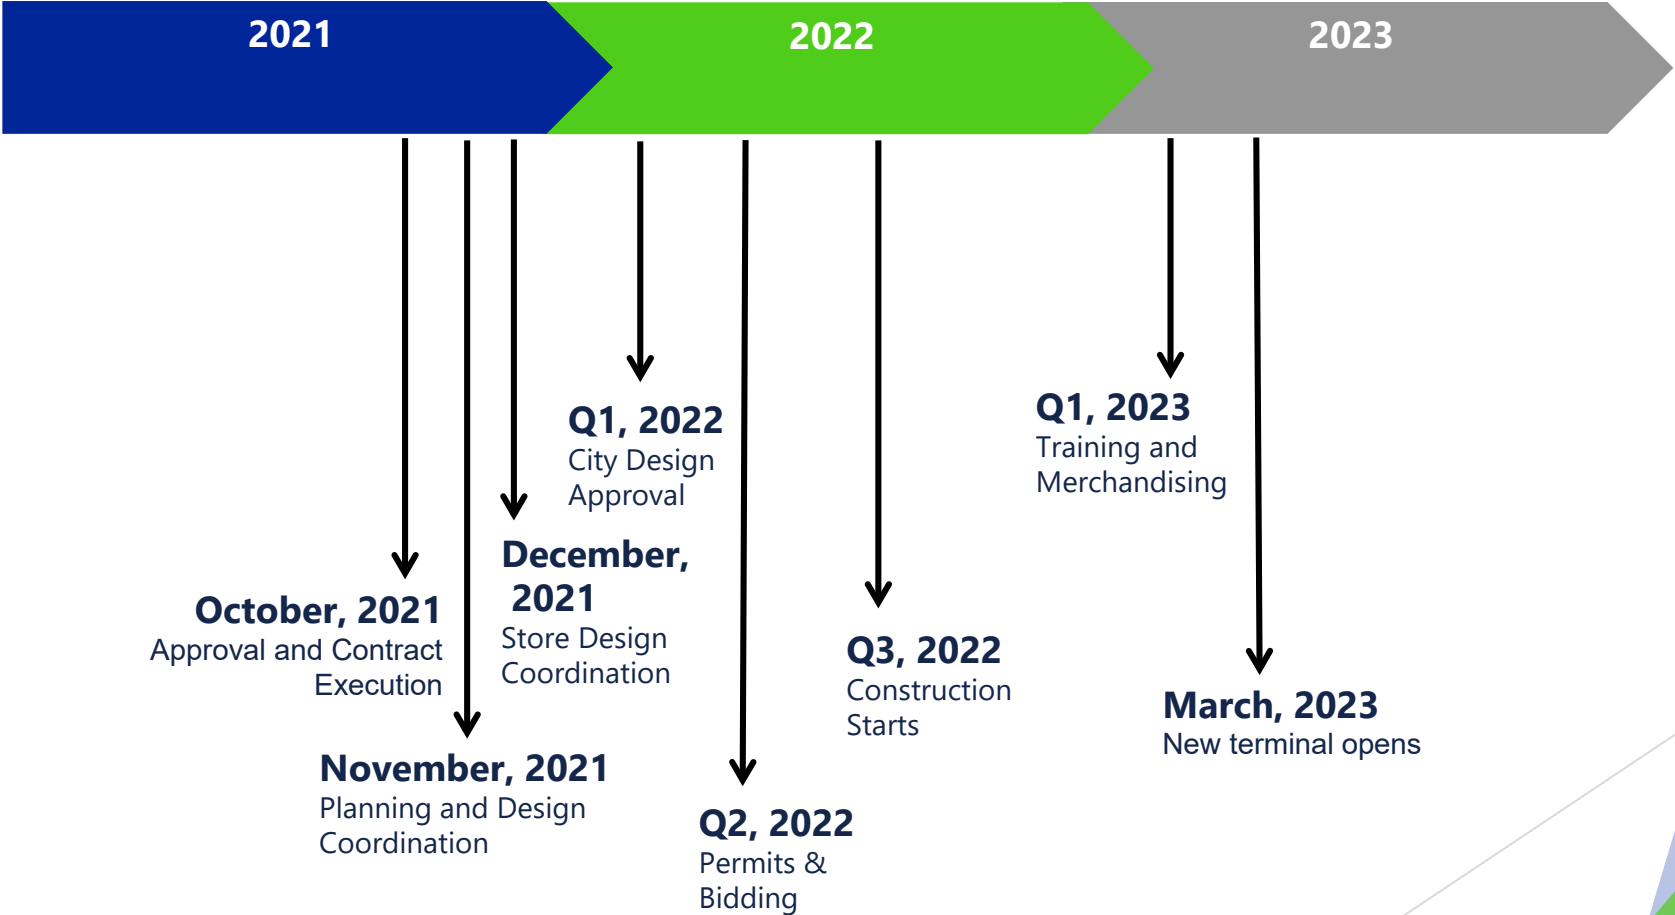 2021
2022
2023
October, 2021
Approval and Contract
Execution
November, 2021
Planning and Design
Coordination
December,
2021
Store Design
Coordination
Q1, 2022
City Design
Approval
Q2, 2022
Permits &
Bidding
Q3, 2022
Construction
Starts
Q1, 2023
Training and
Merchandising
March, 2023
New terminal opens